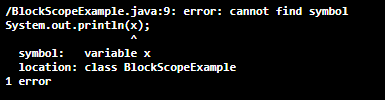 /BlockScopeExample.java:9: error: cannot find symbol
System.out.println(x);
                   ^
  symbol:   variable x
  location: class BlockScopeExample
1 error